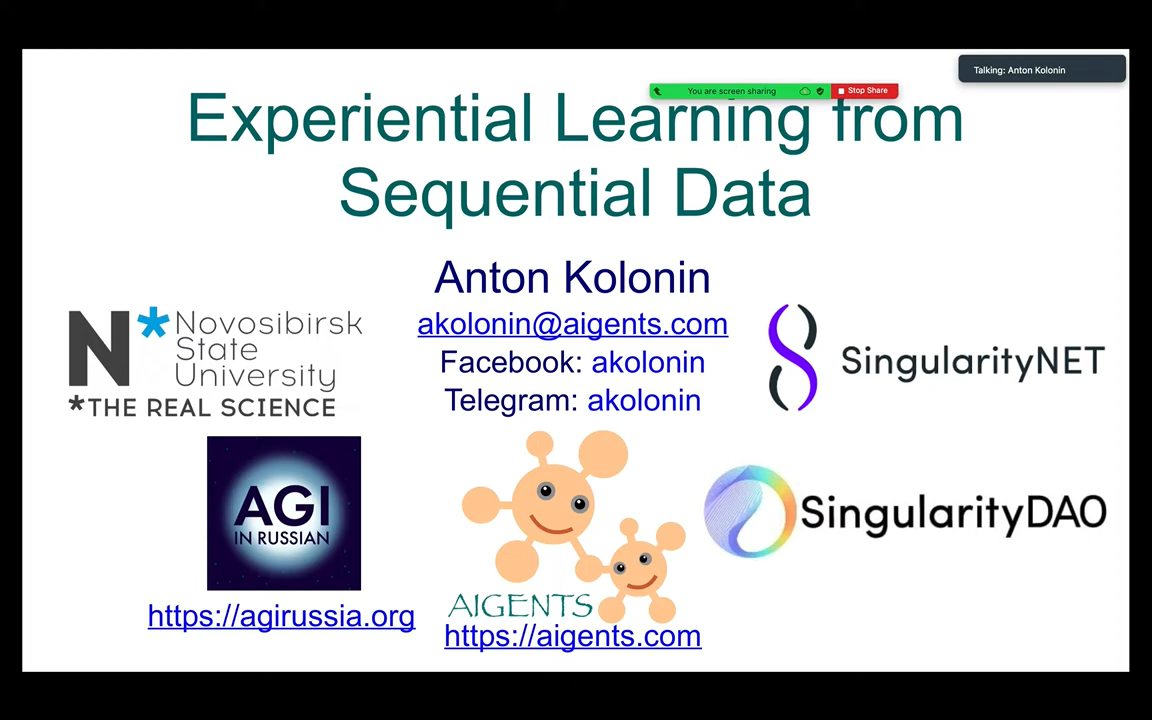 Talking: Anton Kolonin
You are screen sharing
Stop Share
Experiential Learning from
Sequential Data
Anton Kolonin
akolonin@aigents.com
Facebook: akolonin
Telegram: akolonin
N* Novosibirsk
State
University
*THE REAL SCIENCE
SingularityNET
AGI
IN RUSSIAN
https://agirussia.org
AIGENTS
https://aigents.com
SingularityDAO